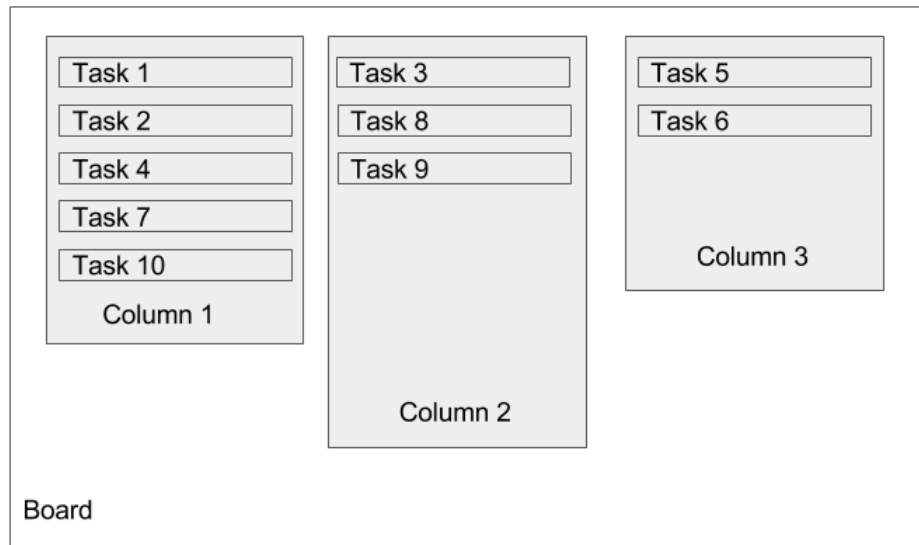 Task 1
Task 2
Task 4
Task 7
Task 10
Column 1
Task 3
Task 8
Task 9
Column 2
Task 5
Task 6
Column 3
Board